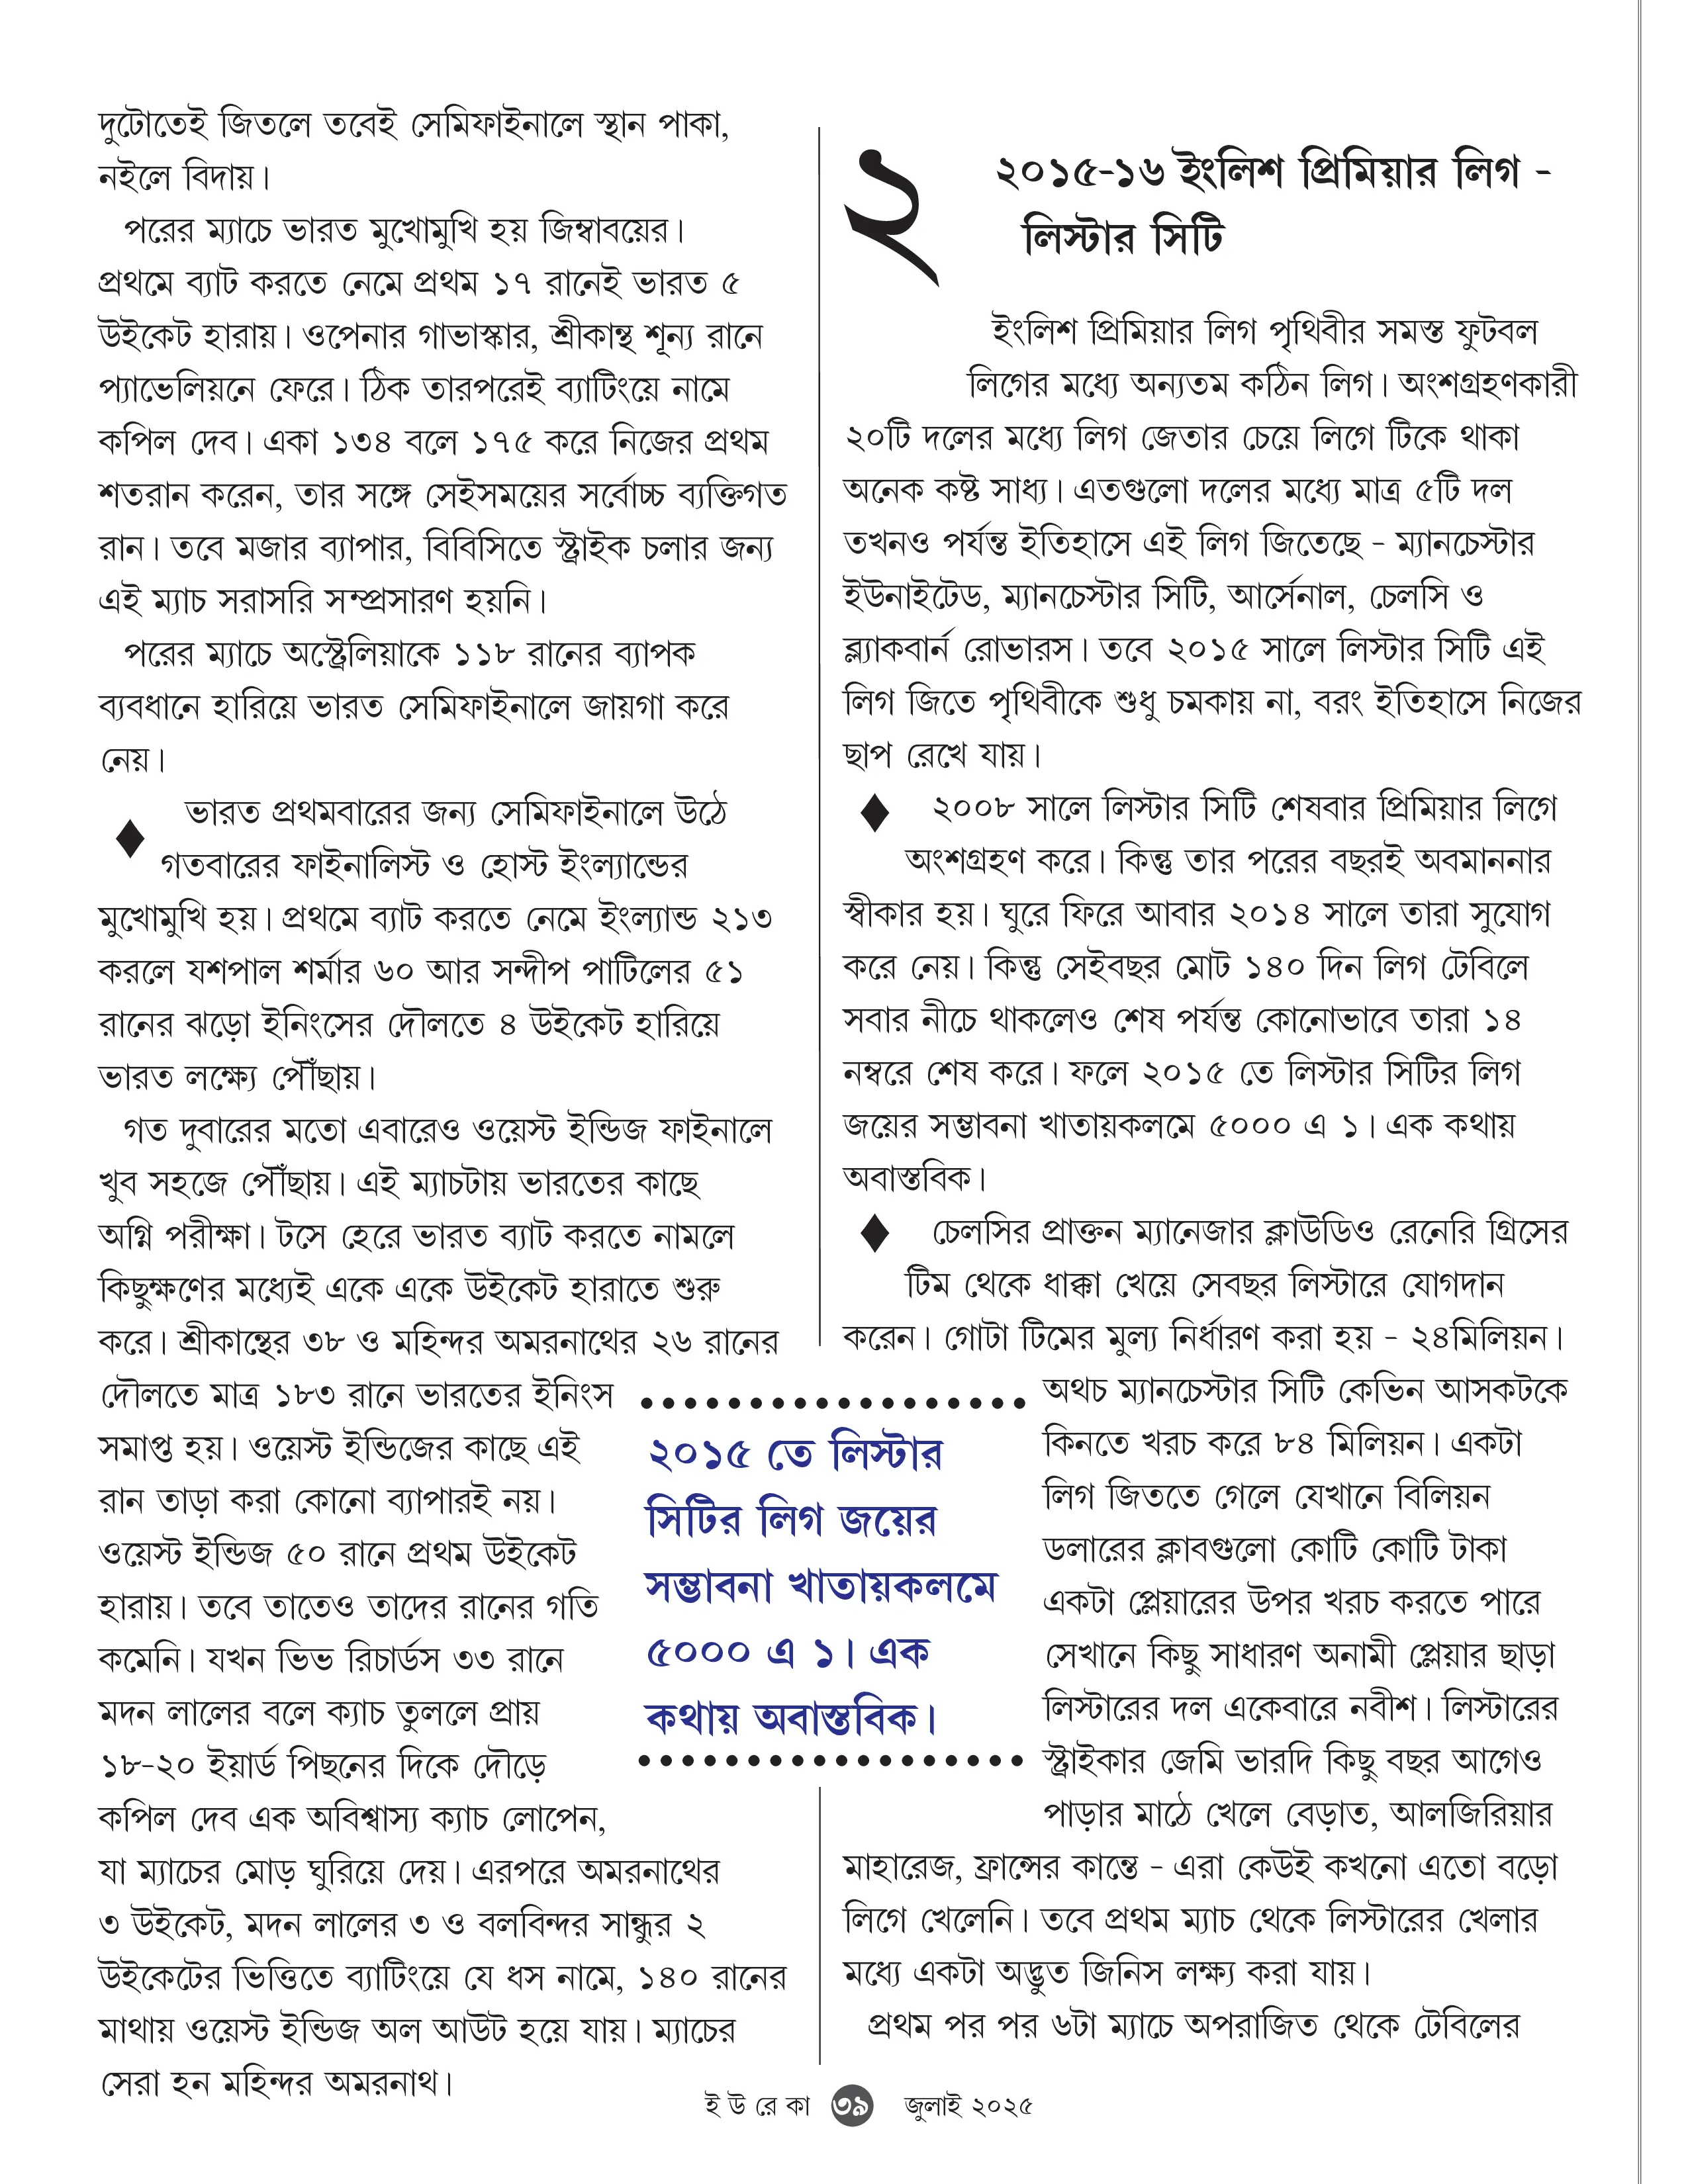 দুটোতেই জিতলে তবেই সেমিফাইনালে স্থান পাকা,
নইলে বিদায়।
পরের ম্যাচে ভারত মুখোমুখি হয় জিম্বাবয়ের।
প্রথমে ব্যাট করতে নেমে প্রথম ১৭ রানেই ভারত ৫
উইকেট হারায়। ওপেনার গাভাস্কার, শ্রীকান্থ শূন্য রানে
প্যাভেলিয়নে ফেরে। ঠিক তারপরেই ব্যাটিংয়ে নামে
কপিল দেব। একা ১৩৪ বলে ১৭৫ করে নিজের প্রথম
শতরান করেন, তার সঙ্গে সেইসময়ের সর্বোচ্চ ব্যক্তিগত
রান। তবে মজার ব্যাপার, বিবিসিতে স্ট্রাইক চলার জন্য
এই ম্যাচ সরাসরি সম্প্রসারণ হয়নি।
পরের ম্যাচে অস্ট্রেলিয়াকে ১১৮ রানের ব্যাপক
ব্যবধানে হারিয়ে ভারত সেমিফাইনালে জায়গা করে
নেয়।
♦ ভারত প্রথমবারের জন্য সেমিফাইনালে উঠে
গতবারের ফাইনালিস্ট ও হোস্ট ইংল্যান্ডের
মুখোমুখি হয়। প্রথমে ব্যাট করতে নেমে ইংল্যান্ড ২১৩
করলে যশপাল শর্মার ৬০ আর সন্দীপ পাটিলের ৫১
রানের ঝড়ো ইনিংসের দৌলতে ৪ উইকেট হারিয়ে
ভারত লক্ষ্যে পৌঁছায়।
গত দুবারের মতো এবারেও ওয়েস্ট ইন্ডিজ ফাইনালে
খুব সহজে পৌঁছায়। এই ম্যাচটায় ভারতের কাছে
অগ্নি পরীক্ষা। টসে হেরে ভারত ব্যাট করতে নামলে
কিছুক্ষণের মধ্যেই একে একে উইকেট হারাতে শুরু
করে। শ্রীকান্থের ৩৮ ও মহিন্দর অমরনাথের ২৬ রানের
দৌলতে মাত্র ১৮৩ রানে ভারতের ইনিংস
সমাপ্ত হয়। ওয়েস্ট ইন্ডিজের কাছে এই
রান তাড়া করা কোনো ব্যাপারই নয়।
ওয়েস্ট ইন্ডিজ ৫০ রানে প্রথম উইকেট
হারায়। তবে তাতেও তাদের রানের গতি
কমেনি। যখন ভিভ রিচার্ডস ৩৩ রানে
মদন লালের বলে ক্যাচ তুললে প্রায়
১৮-২০ ইয়ার্ড পিছনের দিকে দৌড়ে
কপিল দেব এক অবিশ্বাস্য ক্যাচ লোপেন,
যা ম্যাচের মোড় ঘুরিয়ে দেয়। এরপরে অমরনাথের
৩ উইকেট, মদন লালের ৩ ও বলবিন্দর সান্ধুর ২
উইকেটের ভিত্তিতে ব্যাটিংয়ে যে ধস নামে, ১৪০ রানের
মাথায় ওয়েস্ট ইন্ডিজ অল আউট হয়ে যায়। ম্যাচের
সেরা হন মহিন্দর অমরনাথ।
২
২০১৫-১৬ ইংলিশ প্রিমিয়ার লিগ -
লিস্টার সিটি
ইংলিশ প্রিমিয়ার লিগ পৃথিবীর সমস্ত ফুটবল
লিগের মধ্যে অন্যতম কঠিন লিগ। অংশগ্রহণকারী
২০টি দলের মধ্যে লিগ জেতার চেয়ে লিগে টিকে থাকা
অনেক কষ্ট সাধ্য। এতগুলো দলের মধ্যে মাত্র ৫টি দল
তখনও পর্যন্ত ইতিহাসে এই লিগ জিতেছে - ম্যানচেস্টার
ইউনাইটেড, ম্যানচেস্টার সিটি, আর্সেনাল, চেলসি ও
ব্ল্যাকবার্ন রোভারস। তবে ২০১৫ সালে লিস্টার সিটি এই
লিগ জিতে পৃথিবীকে শুধু চমকায় না, বরং ইতিহাসে নিজের
ছাপ রেখে যায়।
♦ ২০০৮ সালে লিস্টার সিটি শেষবার প্রিমিয়ার লিগে
অংশগ্রহণ করে। কিন্তু তার পরের বছরই অবমাননার
স্বীকার হয়। ঘুরে ফিরে আবার ২০১৪ সালে তারা সুযোগ
করে নেয়। কিন্তু সেইবছর মোট ১৪০ দিন লিগ টেবিলে
সবার নীচে থাকলেও শেষ পর্যন্ত কোনোভাবে তারা ১৪
নম্বরে শেষ করে। ফলে ২০১৫ তে লিস্টার সিটির লিগ
জয়ের সম্ভাবনা খাতায়কলমে ৫০০০ এ ১। এক কথায়
অবাস্তবিক।
♦ চেলসির প্রাক্তন ম্যানেজার ক্লাউডিও রেনেরি গ্রিসের
টিম থেকে ধাক্কা খেয়ে সেবছর লিস্টারে যোগদান
করেন। গোটা টিমের মুল্য নির্ধারণ করা হয় - ২৪মিলিয়ন।
অথচ ম্যানচেস্টার সিটি কেভিন আসকটকে
কিনতে খরচ করে ৮৪ মিলিয়ন। একটা
লিগ জিততে গেলে যেখানে বিলিয়ন
ডলারের ক্লাবগুলো কোটি কোটি টাকা
একটা প্লেয়ারের উপর খরচ করতে পারে
সেখানে কিছু সাধারণ অনামী প্লেয়ার ছাড়া
লিস্টারের দল একেবারে নবীশ। লিস্টারের
স্ট্রাইকার জেমি ভারদি কিছু বছর আগেও
পাড়ার মাঠে খেলে বেড়াত, আলজিরিয়ার
মাহারেজ, ফ্রান্সের কান্তে - এরা কেউই কখনো এতো বড়ো
লিগে খেলেনি। তবে প্রথম ম্যাচ থেকে লিস্টারের খেলার
মধ্যে একটা অদ্ভুত জিনিস লক্ষ্য করা যায়।
প্রথম পর পর ৬টা ম্যাচে অপরাজিত থেকে টেবিলের
২০১৫ তে লিস্টার
সিটির লিগ জয়ের
সম্ভাবনা খাতায়কলমে
৫০০০ এ ১। এক
কথায় অবাস্তবিক।
ই উ রে কা ৩৯ জুলাই ২০২৫